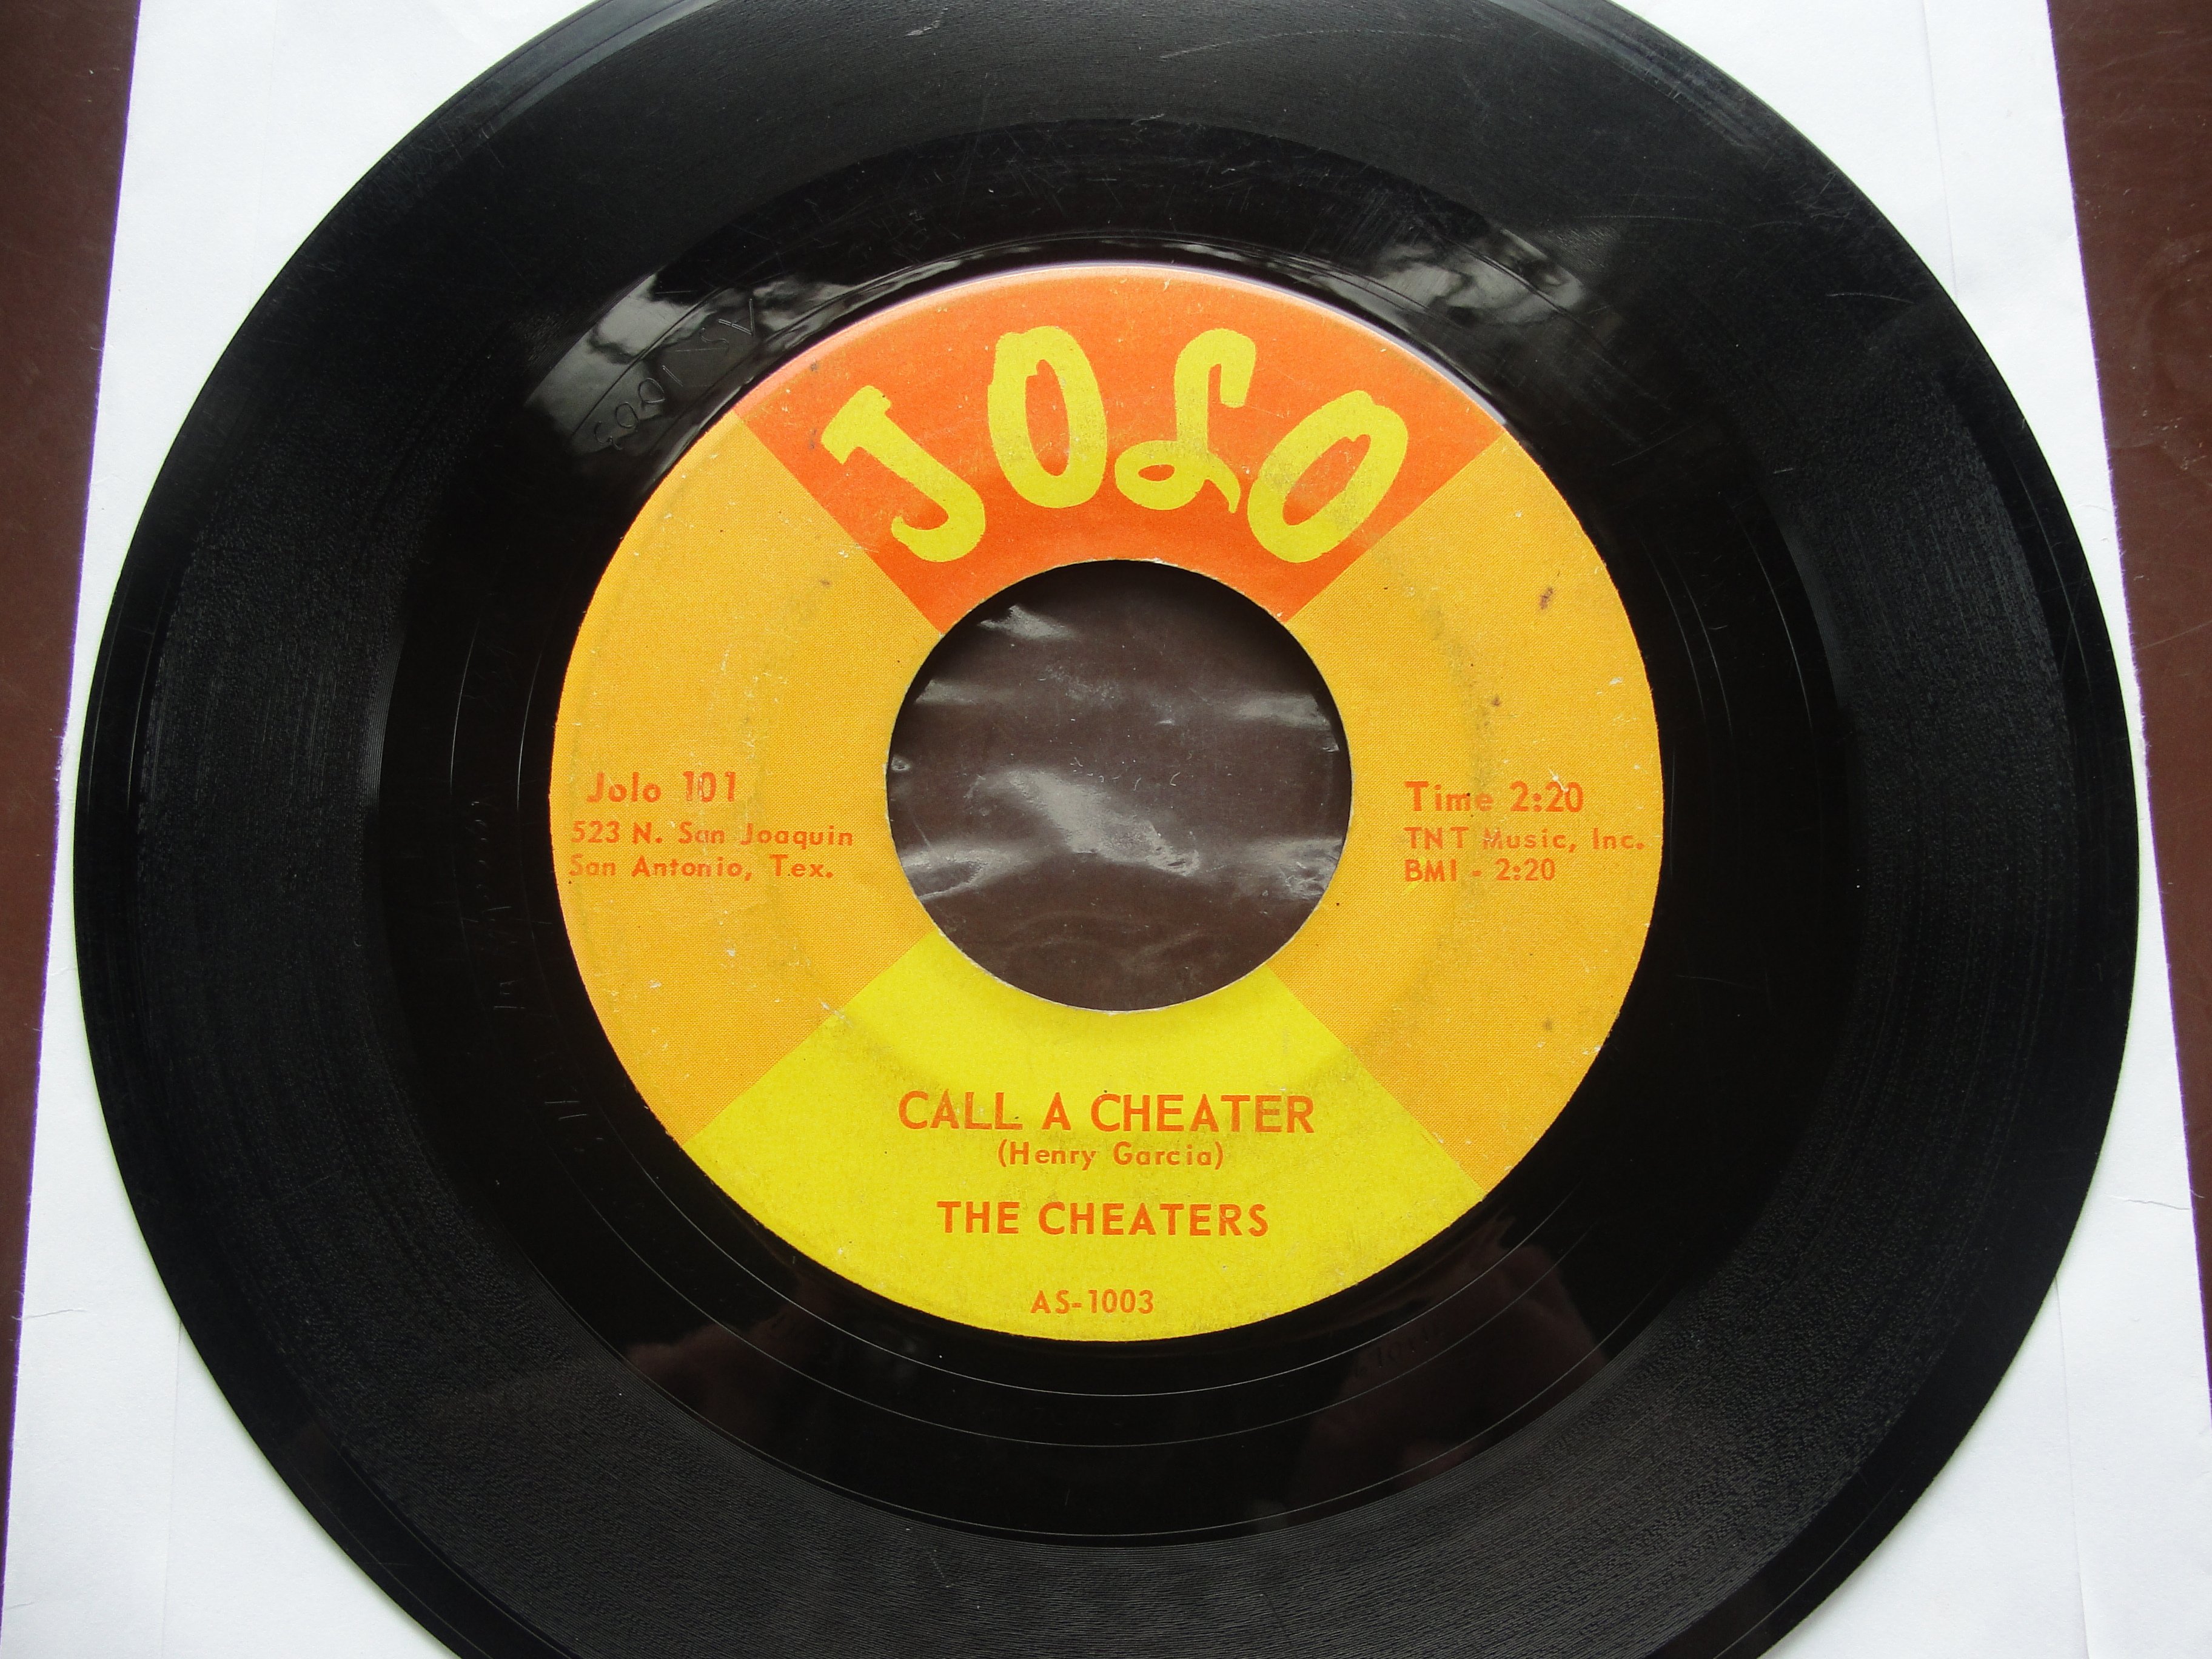 JOLO
Jolo 101
523 N. San Joaquin
San Antonio, Tex.
Time 2:20
TNT Music, Inc.
BMI - 2:20
CALL A CHEATER
(Henry Garcia)
THE CHEATERS
AS-1003